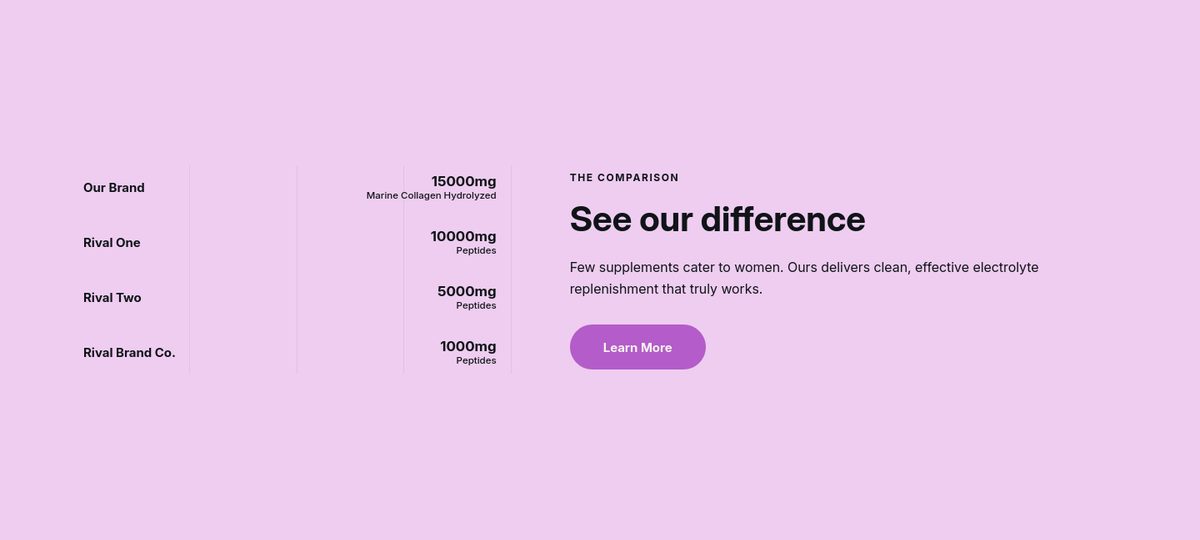 Our Brand
15000mg
Marine Collagen Hydrolyzed
Rival One
10000mg
Peptides
Rival Two
5000mg
Peptides
Rival Brand Co.
1000mg
Peptides
THE COMPARISON
See our difference
Few supplements cater to women. Ours delivers clean, effective electrolyte
replenishment that truly works.
Learn More